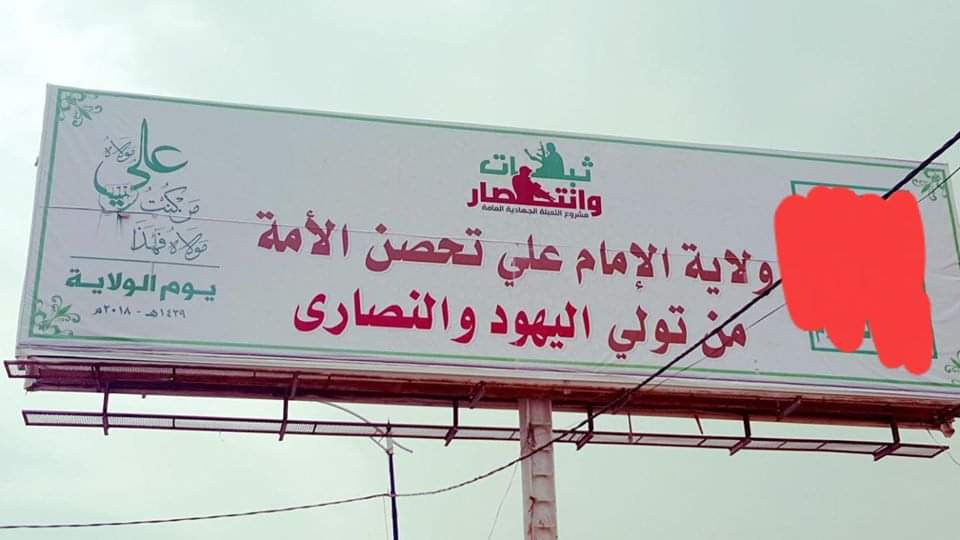 ثبات
وانتصار
مشروع التعبئة الجهادية العامة
ولاية الإمام علي تحصن الأمة
من تولي اليهود والنصارى
من كنت
مولاه فهذا
علي
مولاه
يوم الولاية
١٤٣٩هـ - ٢٠١٨م